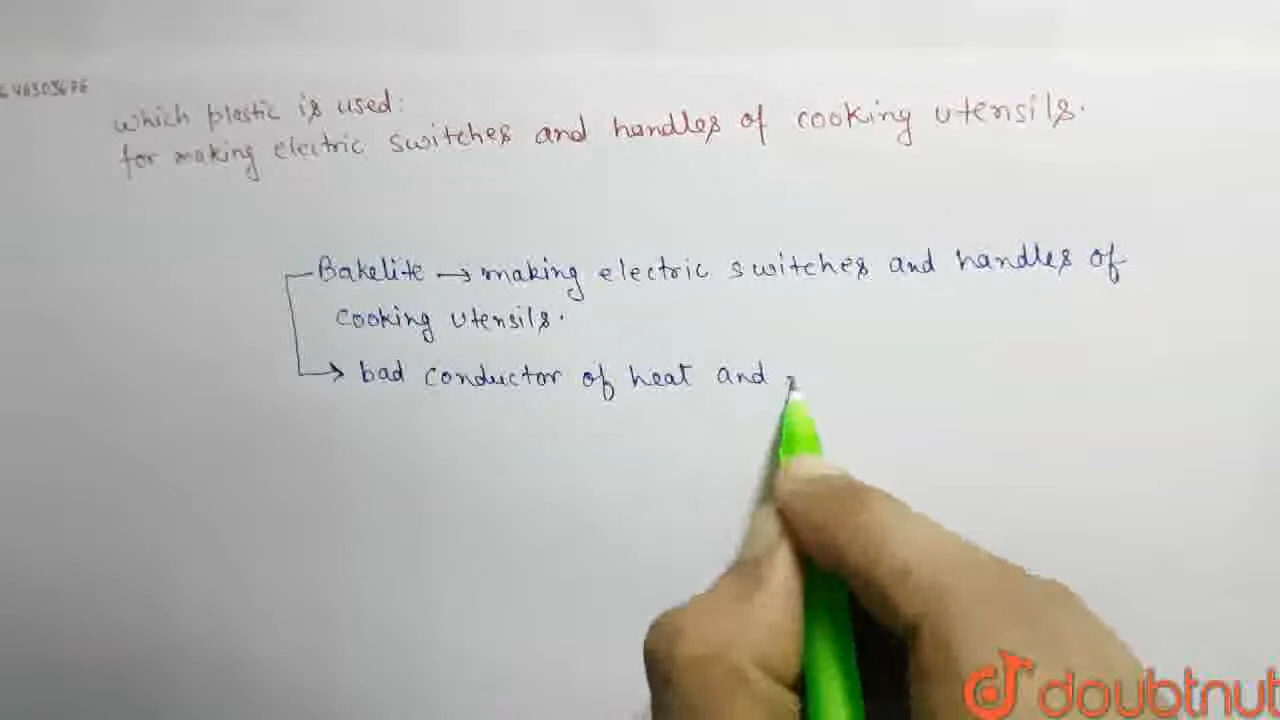 which plastic is used:
for making electric switches and handles of cooking utensils.
Bakelite → making electric switches and handles of
cooking utensils.
→ bad conductor of heat and
doubtnut